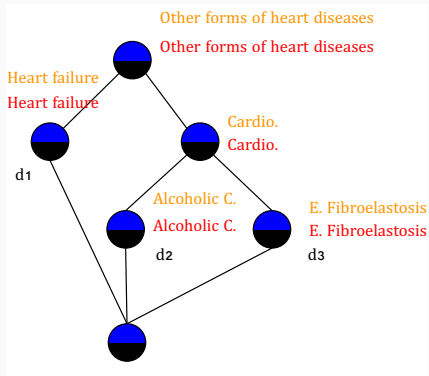 Other forms of heart diseases
Other forms of heart diseases
Heart failure
Heart failure
Cardio.
Cardio.
d1
Alcoholic C.
Alcoholic C.
d2
E. Fibroelastosis
E. Fibroelastosis
d3